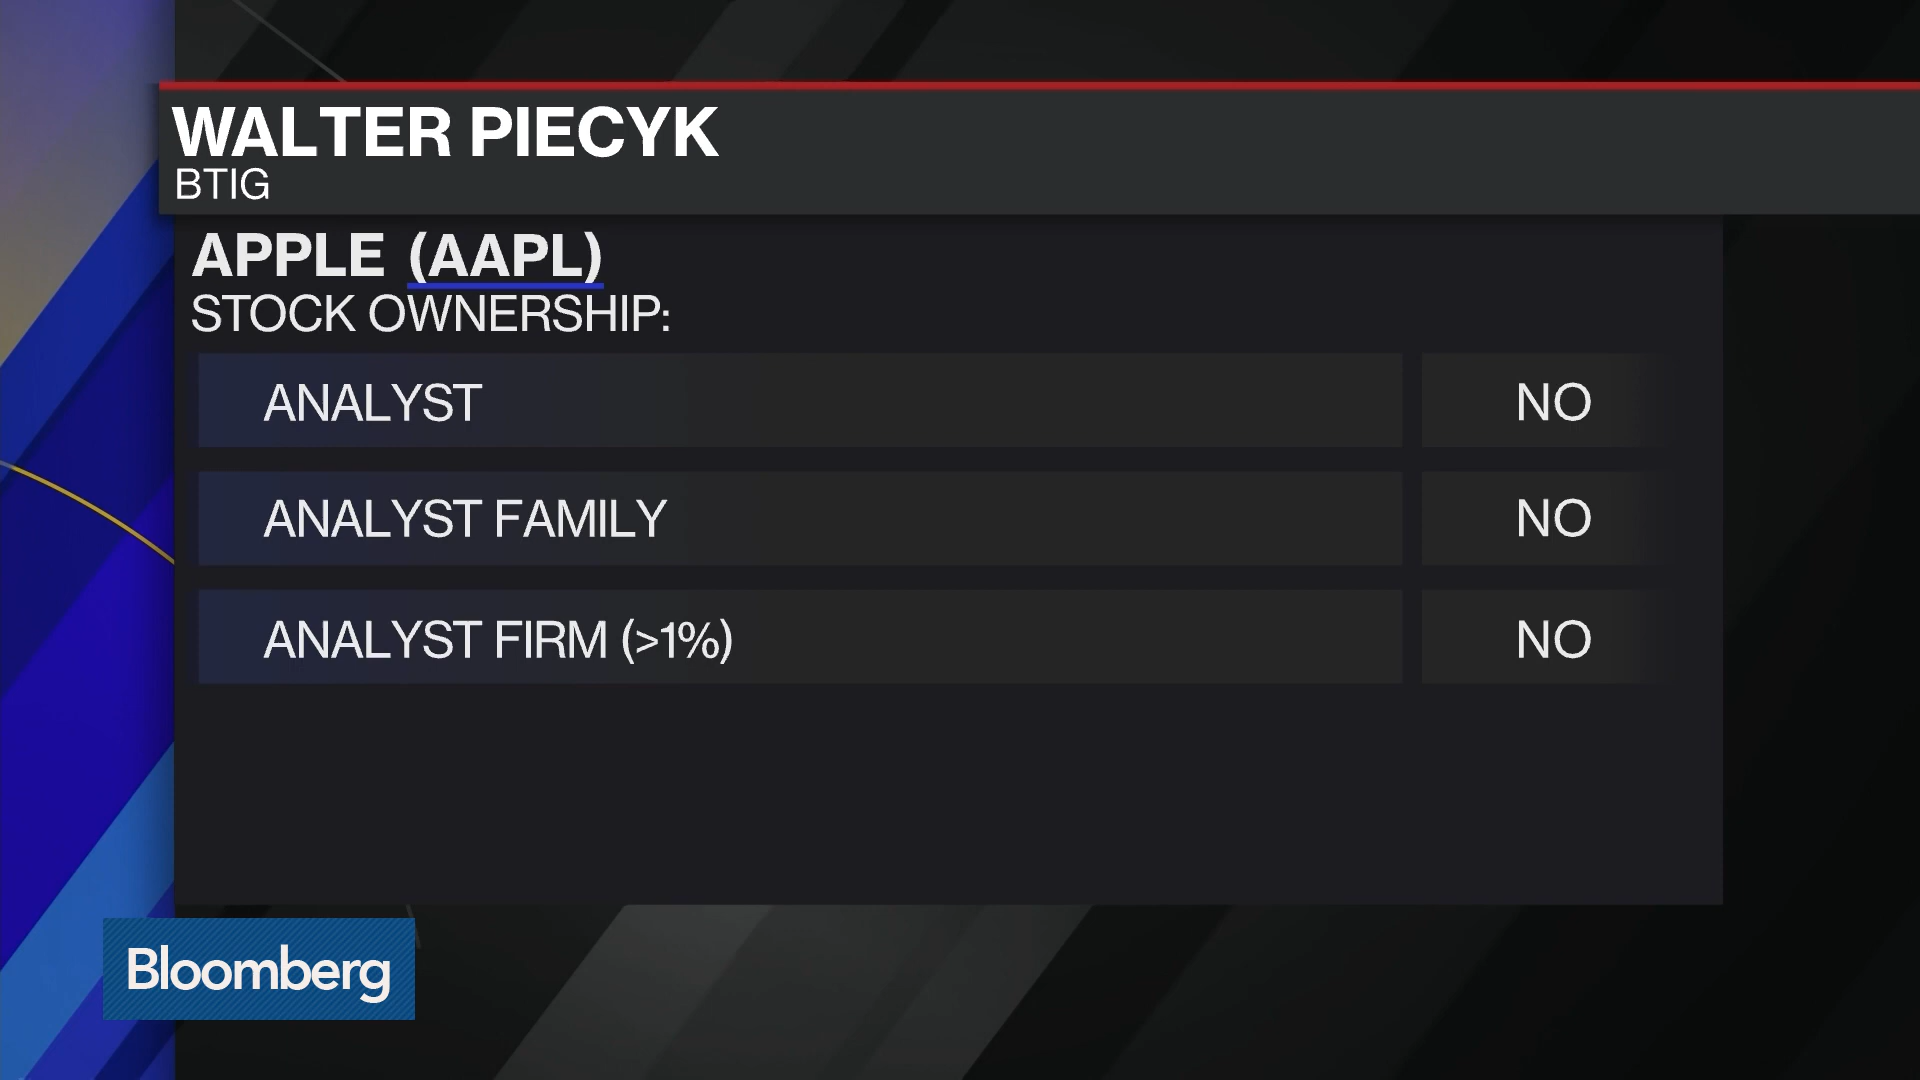 WALTER PIECYK
BTIG
APPLE (AAPL)
STOCK OWNERSHIP:
ANALYST NO
ANALYST FAMILY NO
ANALYST FIRM (>1%) NO
Bloomberg